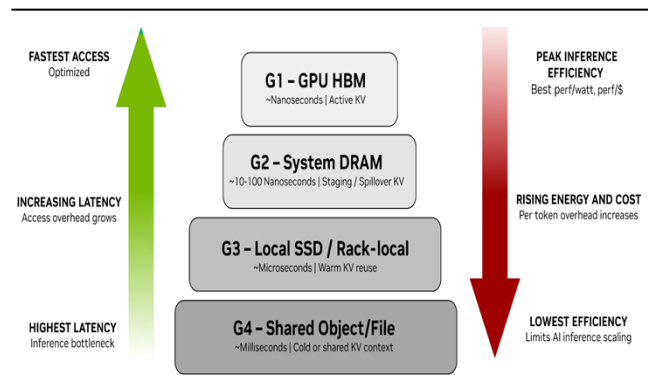 FASTEST ACCESS
Optimized
INCREASING LATENCY
Access overhead grows
HIGHEST LATENCY
Inference bottleneck
G1 – GPU HBM
~Nanoseconds | Active KV
G2 – System DRAM
~10-100 Nanoseconds | Staging / Spillover KV
G3 – Local SSD / Rack-local
~Microseconds | Warm KV reuse
G4 – Shared Object/File
~Milliseconds | Cold or shared KV context
PEAK INFERENCE
EFFICIENCY
Best perf/watt, perf/$
RISING ENERGY AND COST
Per token overhead increases
LOWEST EFFICIENCY
Limits AI inference scaling